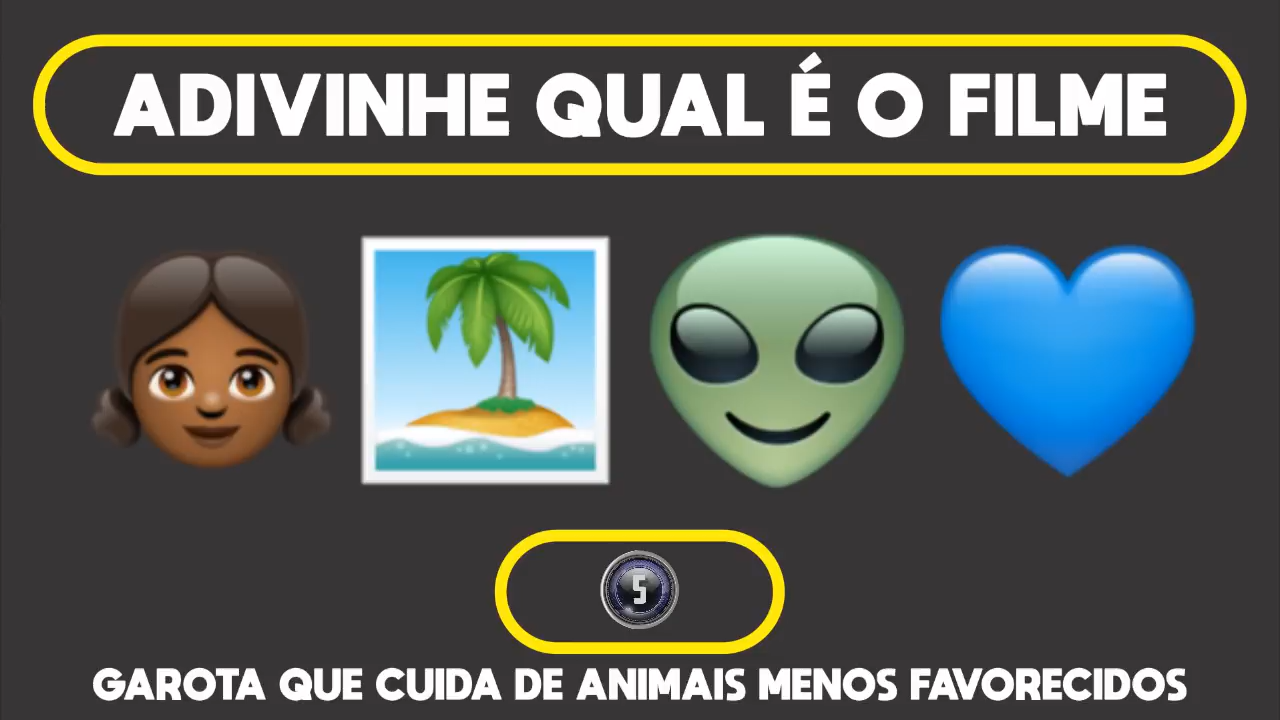 ADIVINHE QUAL É O FILME
5
GAROTA QUE CUIDA DE ANIMAIS MENOS FAVORECIDOS